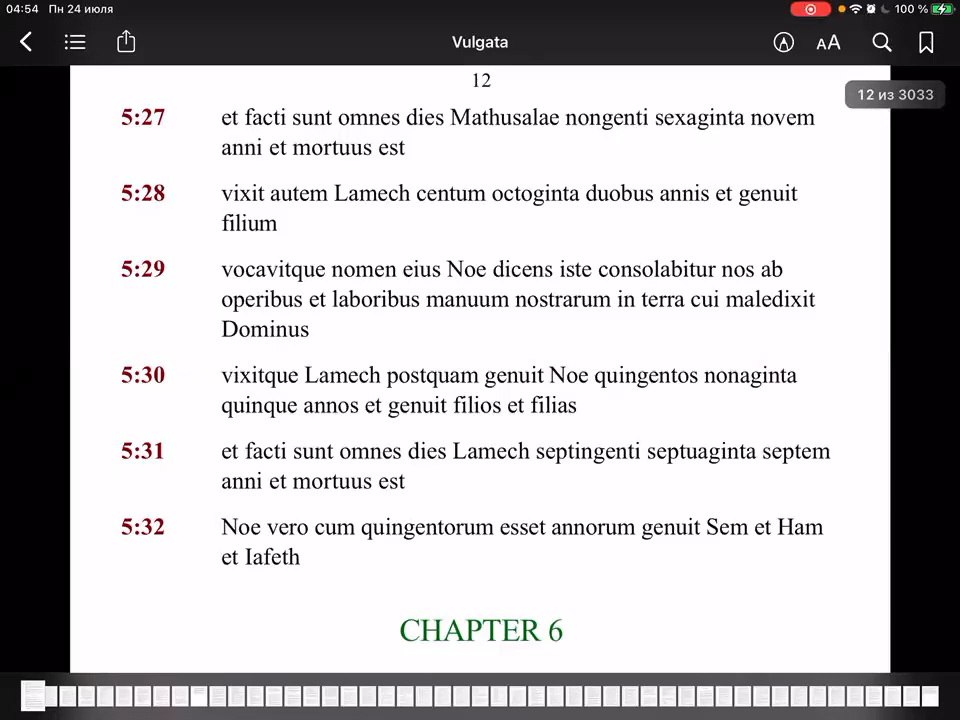 04:54 Пн 24 июля 100 %
Vulgata
AA
12
12 из 3033
5:27 et facti sunt omnes dies Mathusalae nongenti sexaginta novem
anni et mortuus est
5:28 vixit autem Lamech centum octoginta duobus annis et genuit
filium
5:29 vocavitque nomen eius Noe dicens iste consolabitur nos ab
operibus et laboribus manuum nostrarum in terra cui maledixit
Dominus
5:30 vixitque Lamech postquam genuit Noe quingentos nonaginta
quinque annos et genuit filios et filias
5:31 et facti sunt omnes dies Lamech septingenti septuaginta septem
anni et mortuus est
5:32 Noe vero cum quingentorum esset annorum genuit Sem et Ham
et Iafeth
CHAPTER 6